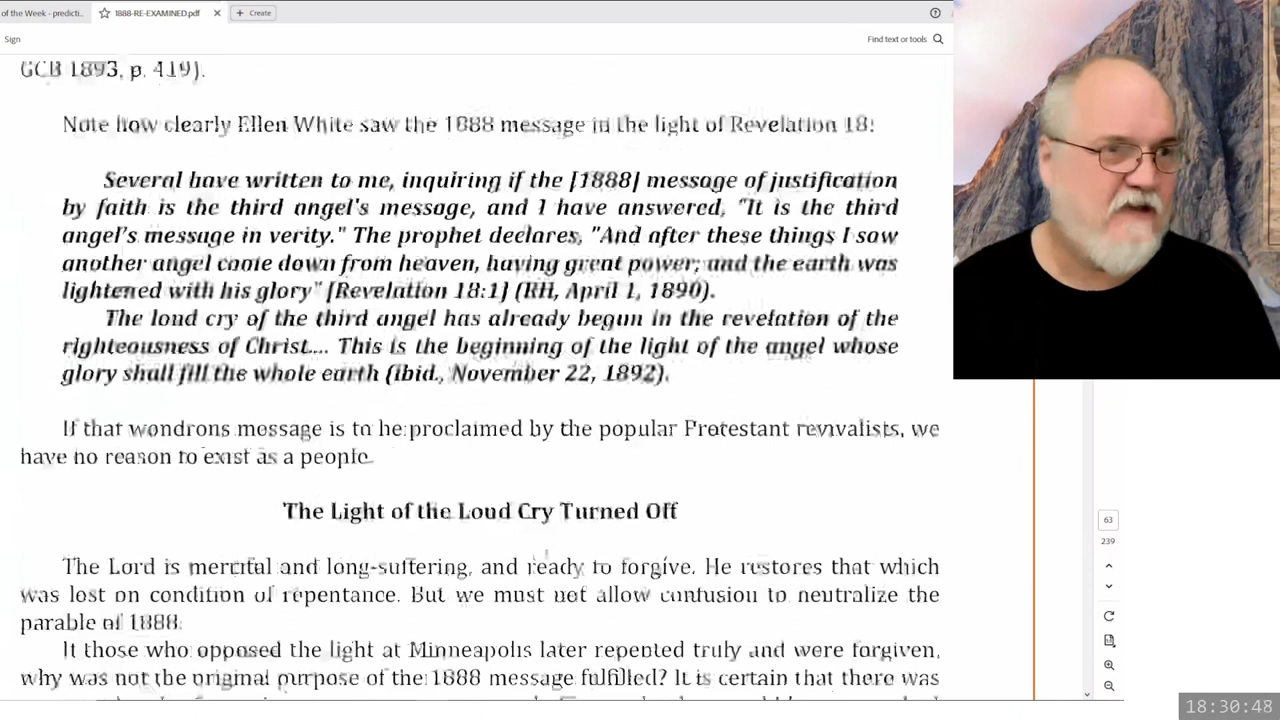 of the Week - predicti...
1888-RE-EXAMINED.pdf
Create
Sign
Find text or tools
GCB 1893, p. 419).
Note how clearly Ellen White saw the 1888 message in the light of Revelation 18:
Several have written to me, inquiring if the [1888] message of justification
by faith is the third angel's message, and I have answered, "It is the third
angel's message in verity." The prophet declares, "And after these things I saw
another angel come down from heaven, having great power; and the earth was
lightened with his glory" [Revelation 18:1] (RH, April 1, 1890).
The loud cry of the third angel has already begun in the revelation of the
righteousness of Christ.... This is the beginning of the light of the angel whose
glory shall fill the whole earth (ibid., November 22, 1892).
If that wondrous message is to be proclaimed by the popular Protestant revivalists, we
have no reason to exist as a people.
The Light of the Loud Cry Turned Off
The Lord is merciful and long-suffering, and ready to forgive. He restores that which
was lost on condition of repentance. But we must not allow confusion to neutralize the
parable of 1888.
If those who opposed the light at Minneapolis later repented truly and were forgiven,
why was not the original purpose of the 1888 message fulfilled? It is certain that there was
63
239
18:30:48